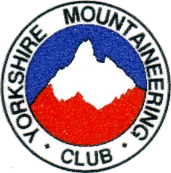 YORKSHIRE MOUNTAINEERING
· CLUB ·